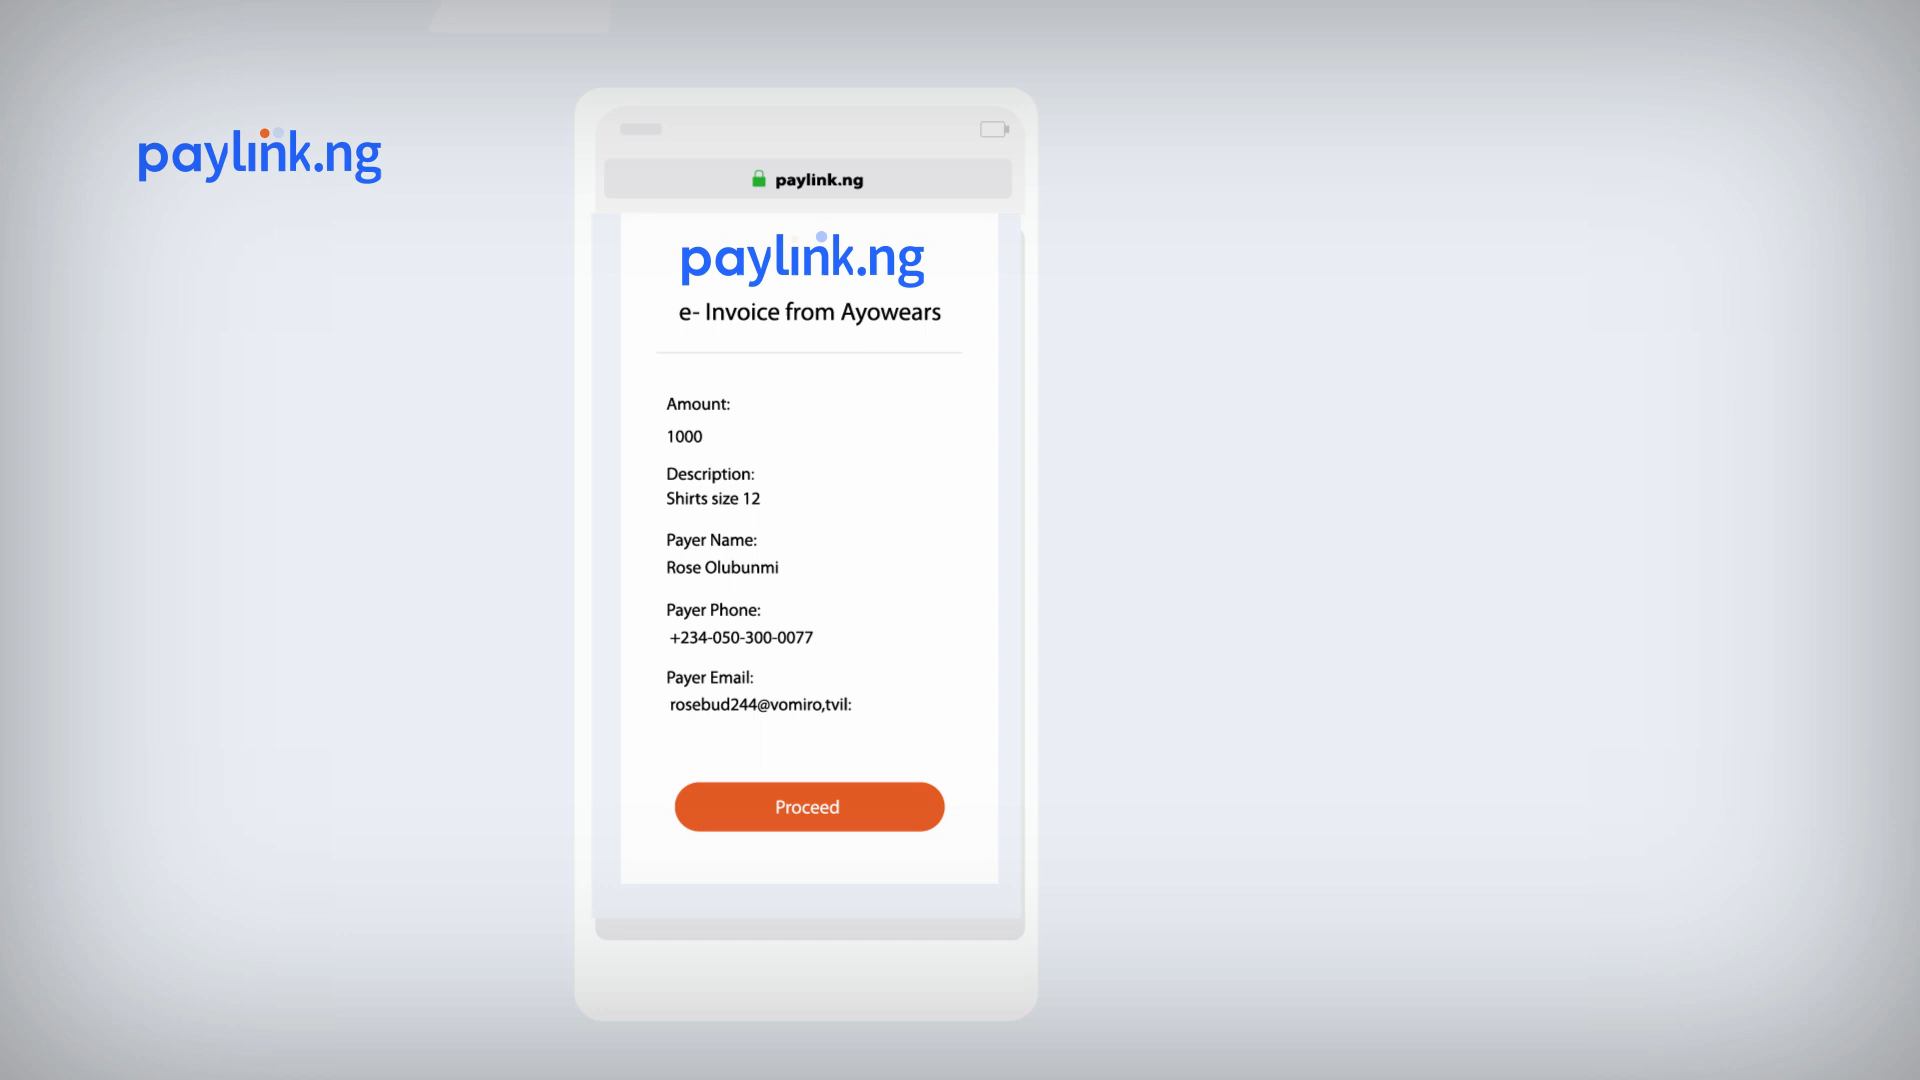 paylink.ng
paylink.ng
paylink.ng
e- Invoice from Ayowears
Amount:
1000
Description:
Shirts size 12
Payer Name:
Rose Olubunmi
Payer Phone:
+234-050-300-0077
Payer Email:
rosebud244@vomiro,tvil:
Proceed